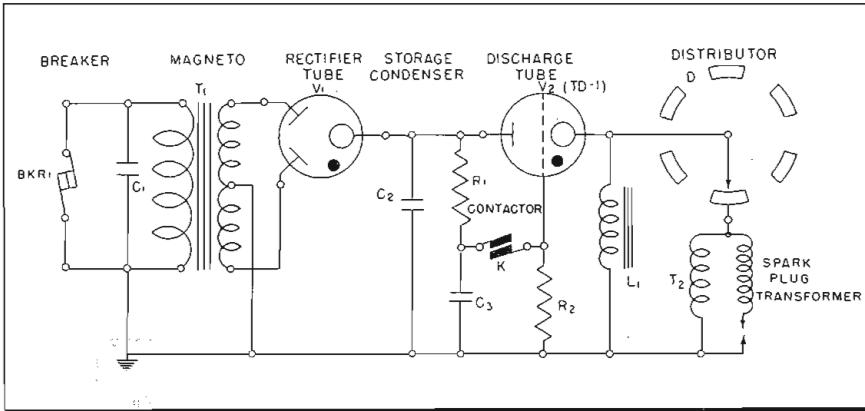 BREAKER
MAGNETO
RECTIFIER
TUBE
V1
STORAGE
CONDENSER
DISCHARGE
TUBE
V2 (TD-1)
DISTRIBUTOR
D
T1
BKR1
C1
C2
R1
CONTACTOR
K
C3
R2
L1
T2
SPARK
PLUG
TRANSFORMER